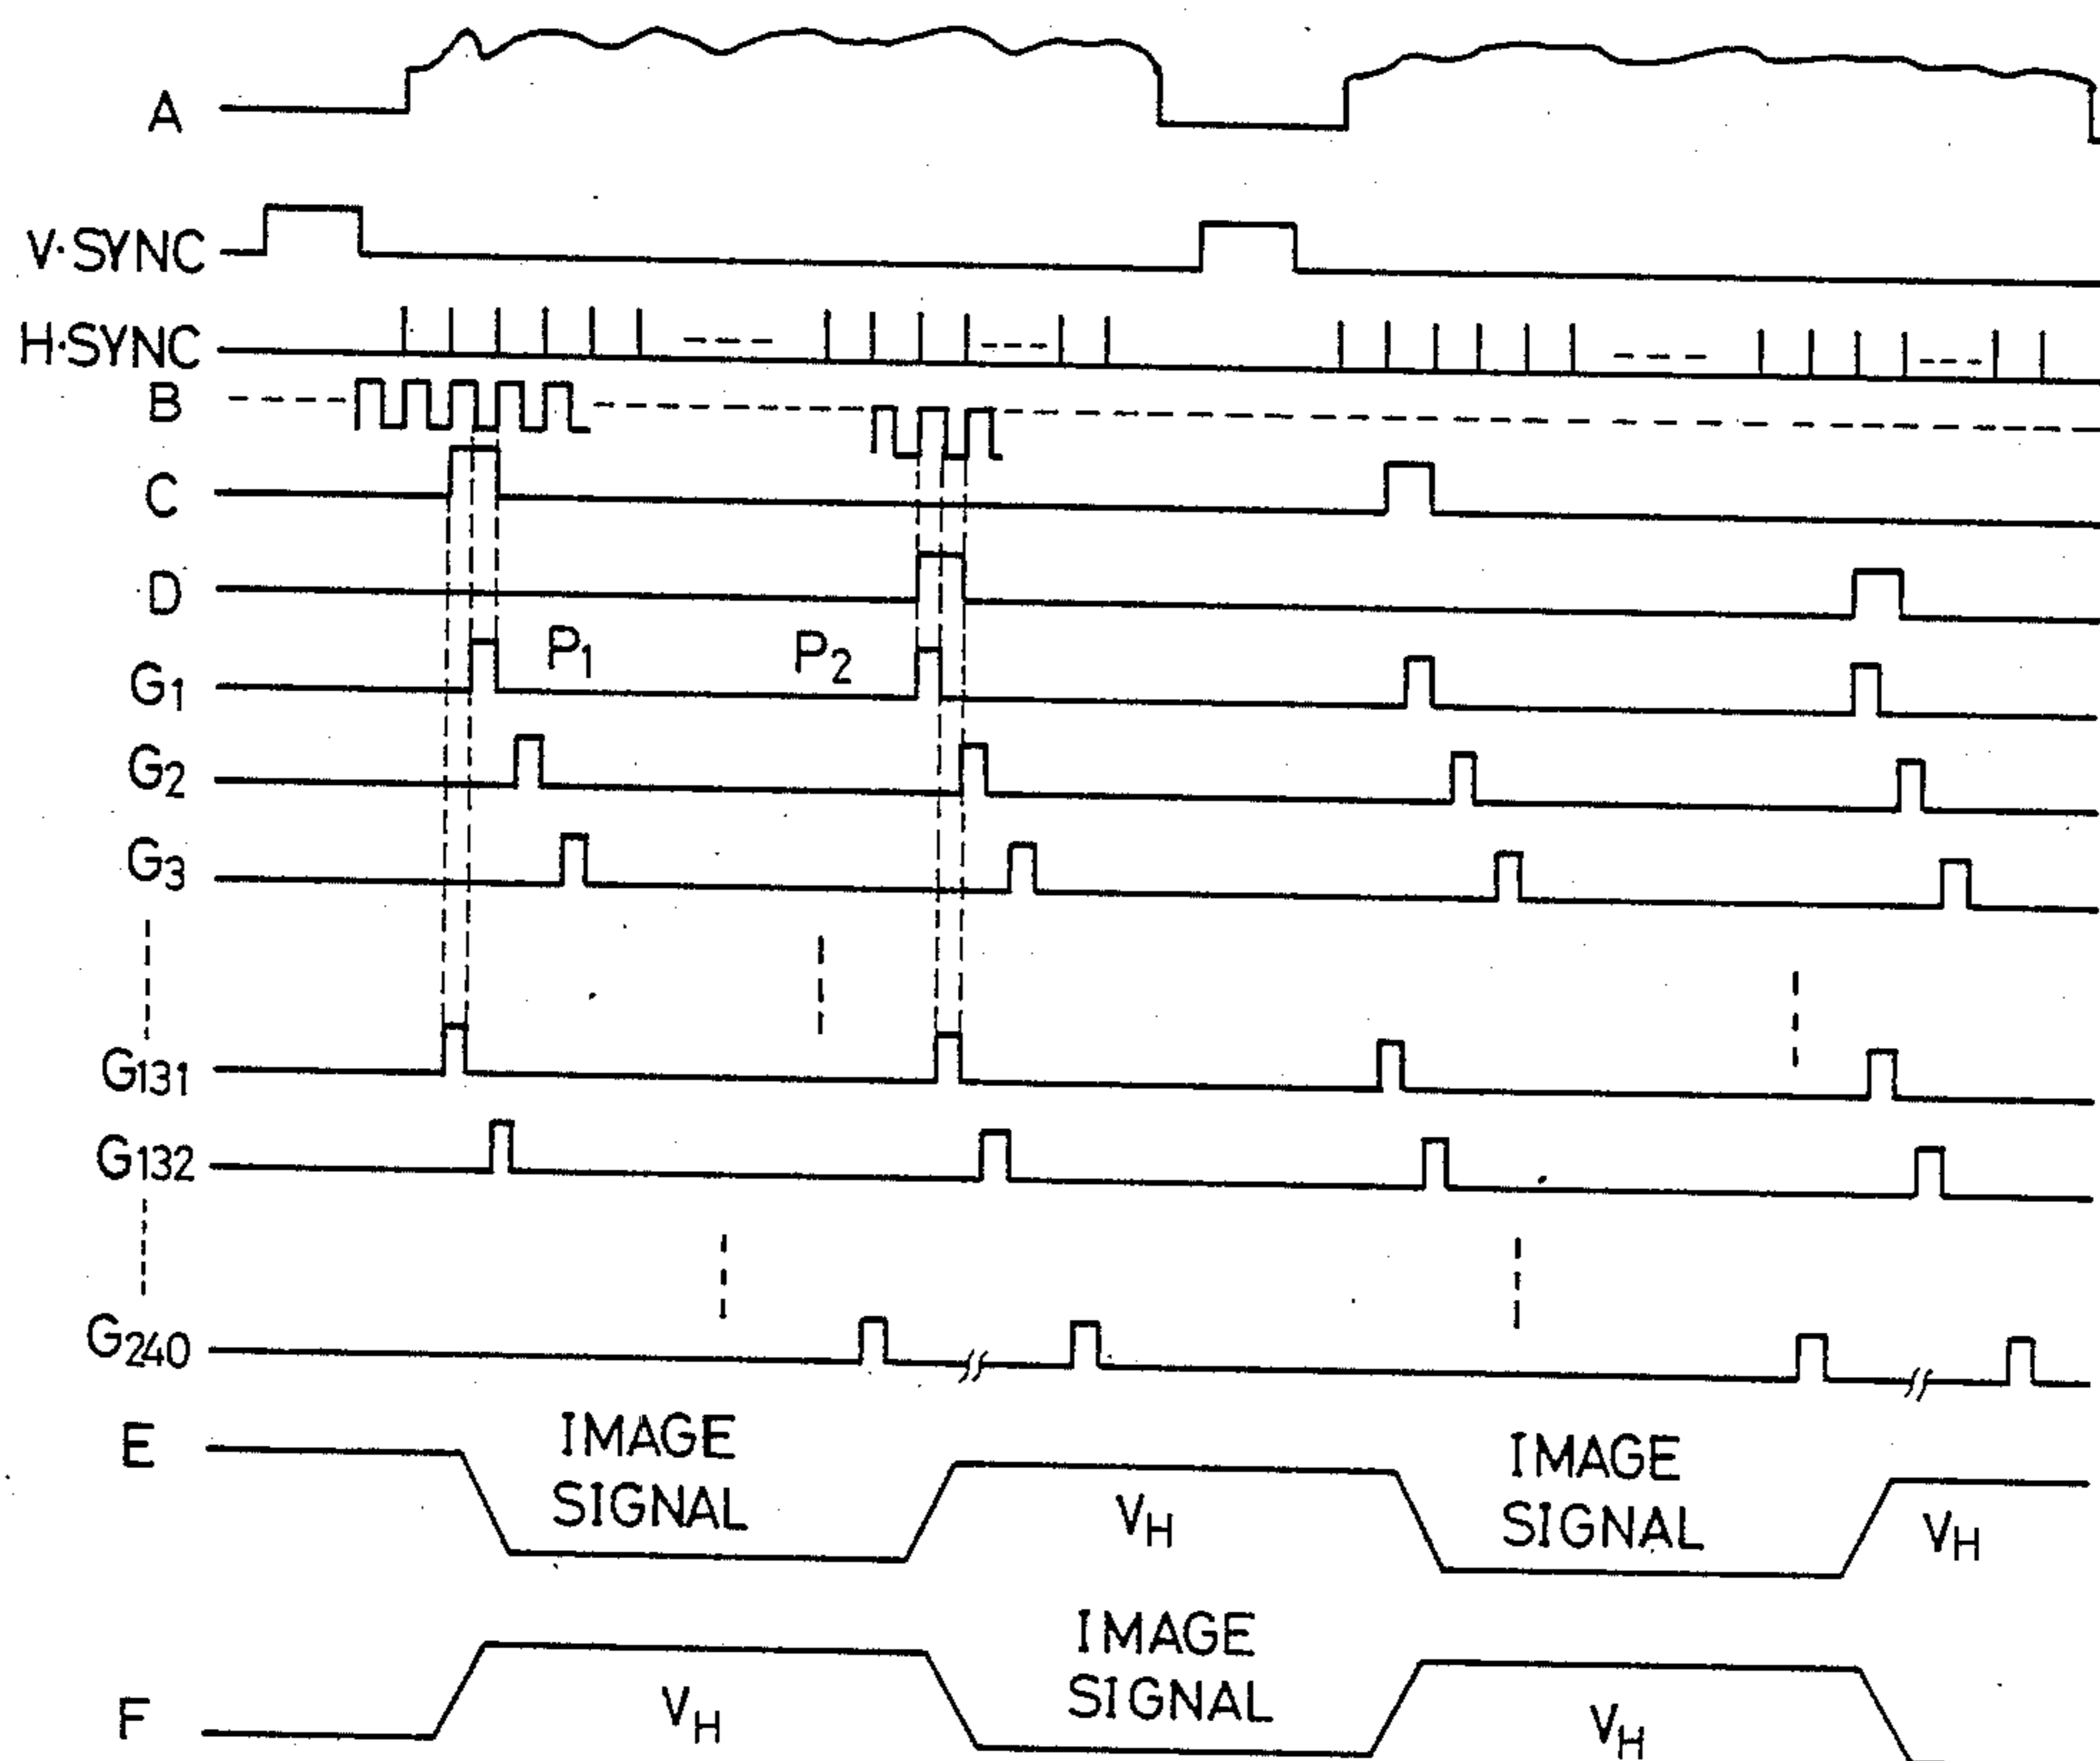 A
V·SYNC
H·SYNC
B
C
D
G1 P1 P2
G2
G3
G131
G132
G240
E IMAGE SIGNAL VH IMAGE SIGNAL VH
F VH IMAGE SIGNAL VH